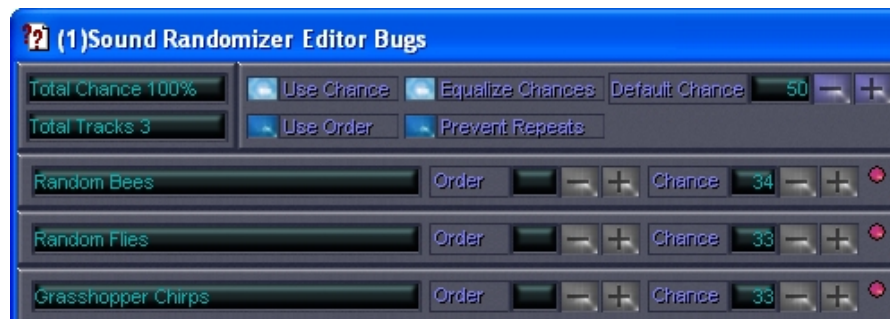 (1)Sound Randomizer Editor Bugs
Total Chance 100% Use Chance Equalize Chances Default Chance 50
Total Tracks 3 Use Order Prevent Repeats
Random Bees Order Chance 34
Random Flies Order Chance 33
Grasshopper Chirps Order Chance 33